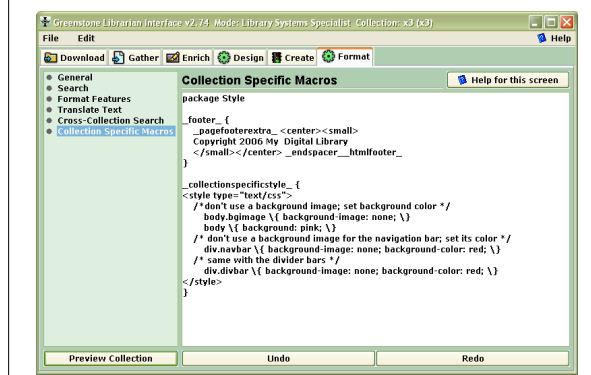 Greenstone Librarian Interface v2.74 Mode: Library Systems Specialist Collection: x3 (x3)
File Edit Help
Download Gather Enrich Design Create Format
General
Search
Format Features
Translate Text
Cross-Collection Search
Collection Specific Macros
Collection Specific Macros Help for this screen
package Style
_footer_ {
_pagefooterextra_ <center><small>
Copyright 2006 My Digital Library
</small></center> _endspacer__htmlfooter_
}
_collectionspecificstyle_ {
<style type="text/css">
/*don't use a background image; set background color */
body.bgimage \{ background-image: none; \}
body \{ background: pink; \}
/* don't use a background image for the navigation bar; set its color */
div.navbar \{ background-image: none; background-color: red; \}
/* same with the divider bars */
div.divbar \{ background-image: none; background-color: red; \}
</style>
}
Preview Collection Undo Redo